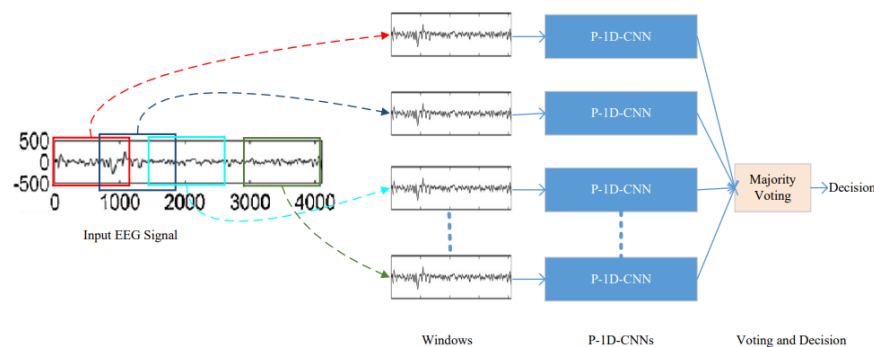 P-1D-CNN
P-1D-CNN
500
0
-500
0 1000 2000 3000 4000
Input EEG Signal
P-1D-CNN
Majority
Voting
Decision
P-1D-CNN
Windows P-1D-CNNs Voting and Decision